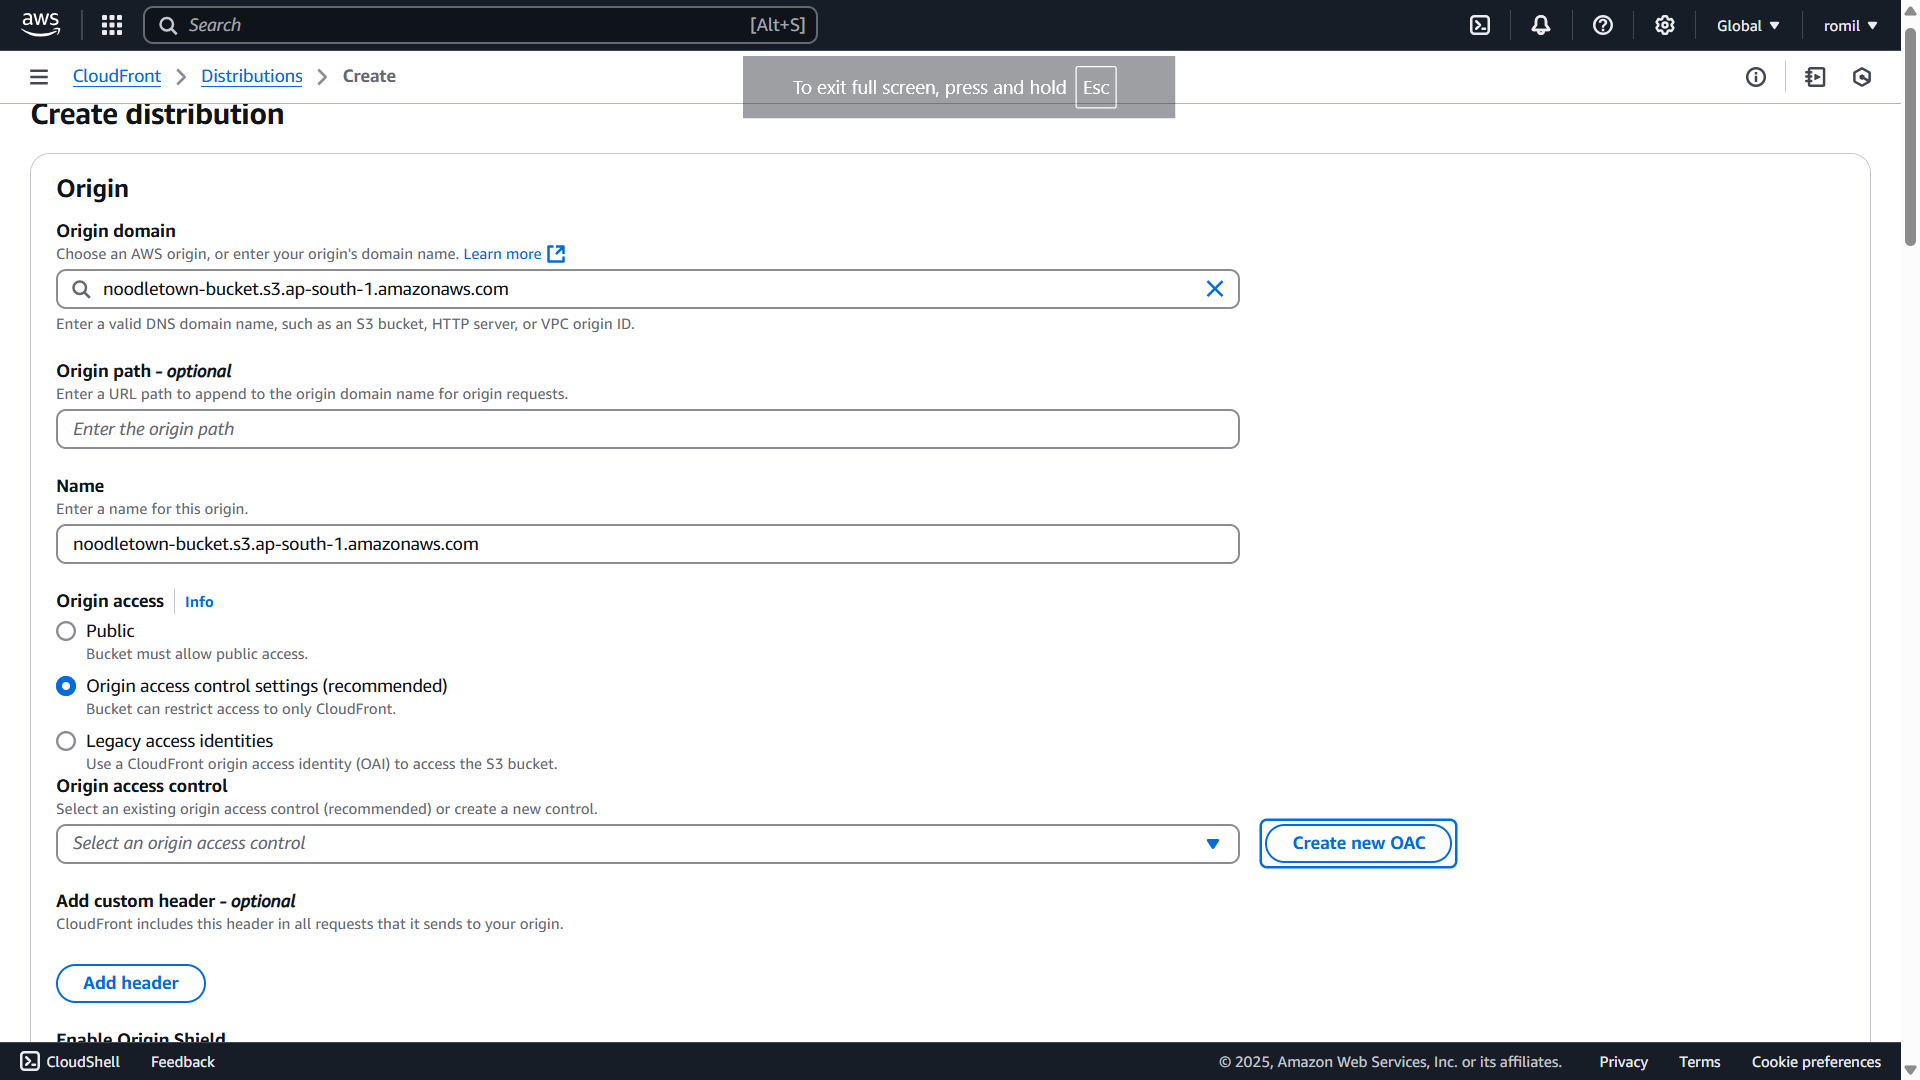 aws
Search [Alt+S]
Global ▼
romil ▼
CloudFront > Distributions > Create
To exit full screen, press and hold Esc
Create distribution
Origin
Origin domain
Choose an AWS origin, or enter your origin's domain name. Learn more
noodletown-bucket.s3.ap-south-1.amazonaws.com
Enter a valid DNS domain name, such as an S3 bucket, HTTP server, or VPC origin ID.
Origin path - optional
Enter a URL path to append to the origin domain name for origin requests.
Enter the origin path
Name
Enter a name for this origin.
noodletown-bucket.s3.ap-south-1.amazonaws.com
Origin access Info
Public
Bucket must allow public access.
Origin access control settings (recommended)
Bucket can restrict access to only CloudFront.
Legacy access identities
Use a CloudFront origin access identity (OAI) to access the S3 bucket.
Origin access control
Select an existing origin access control (recommended) or create a new control.
Select an origin access control
Create new OAC
Add custom header - optional
CloudFront includes this header in all requests that it sends to your origin.
Add header
Enable Origin Shield
CloudShell Feedback © 2025, Amazon Web Services, Inc. or its affiliates. Privacy Terms Cookie preferences